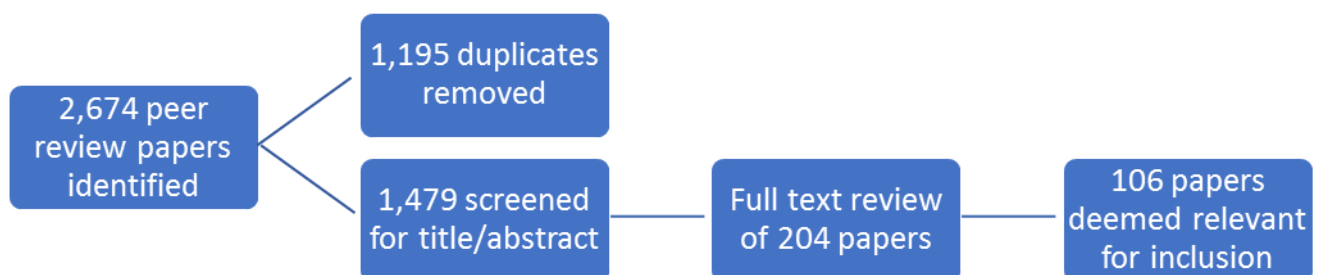 2,674 peer
review papers
identified
1,195 duplicates
removed
1,479 screened
for title/abstract
Full text review
of 204 papers
106 papers
deemed relevant
for inclusion